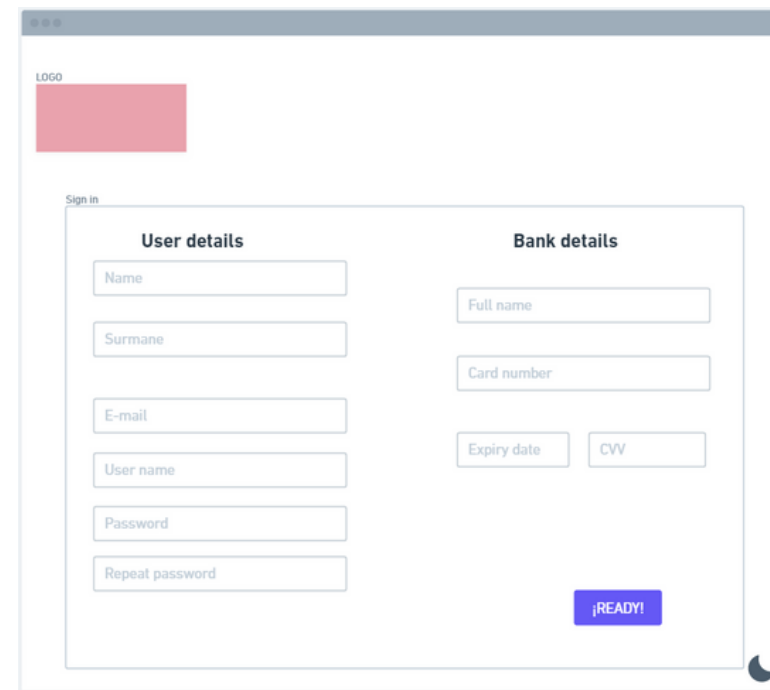 LOGO
Sign in
User details
Name
Surmane
E-mail
User name
Password
Repeat password
Bank details
Full name
Card number
Expiry date
CVV
¡READY!